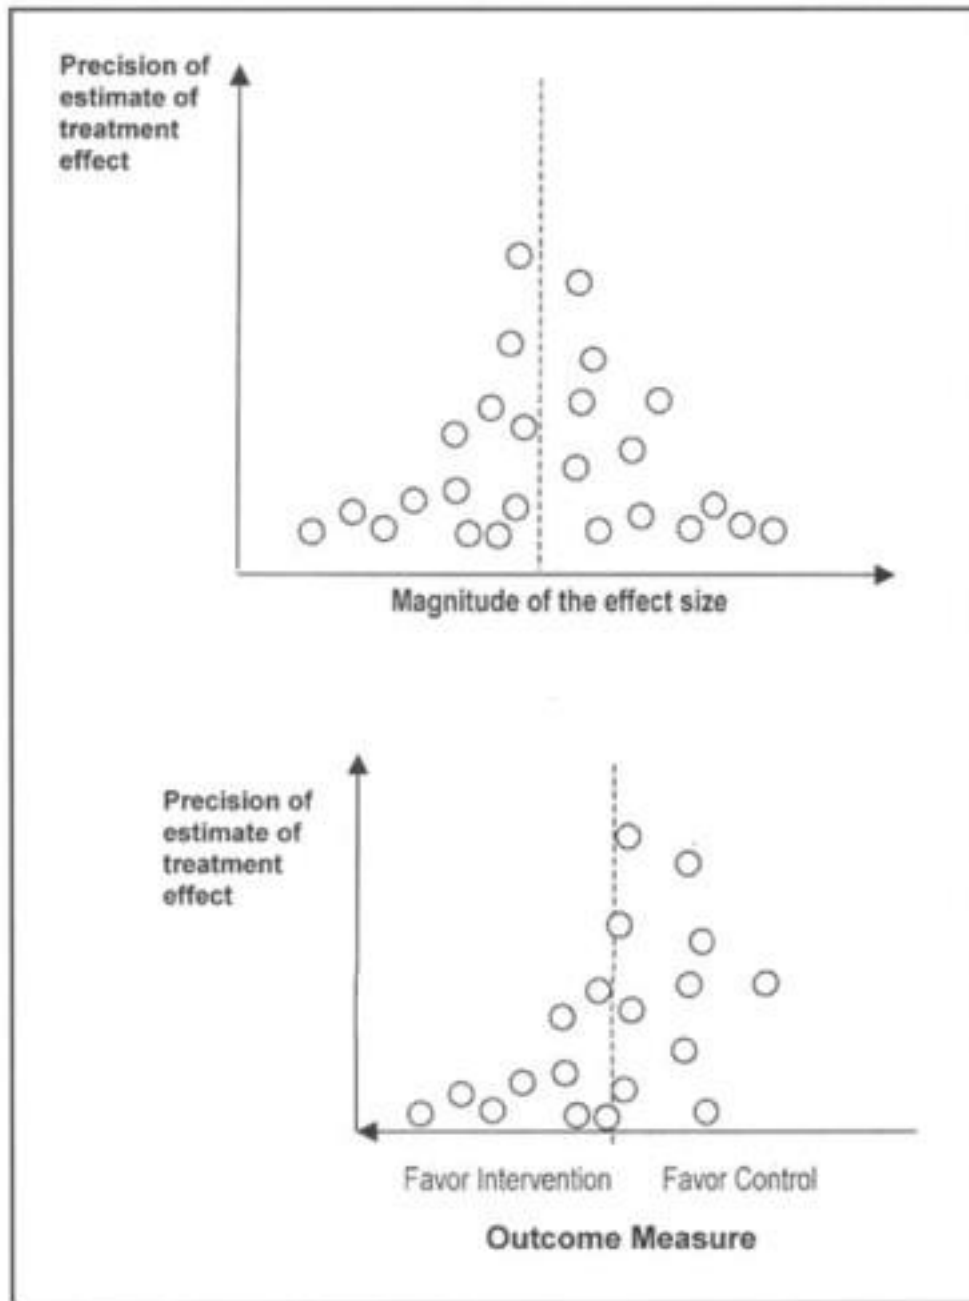 Precision of
estimate of
treatment
effect
Magnitude of the effect size
Precision of
estimate of
treatment
effect
Favor Intervention Favor Control
Outcome Measure